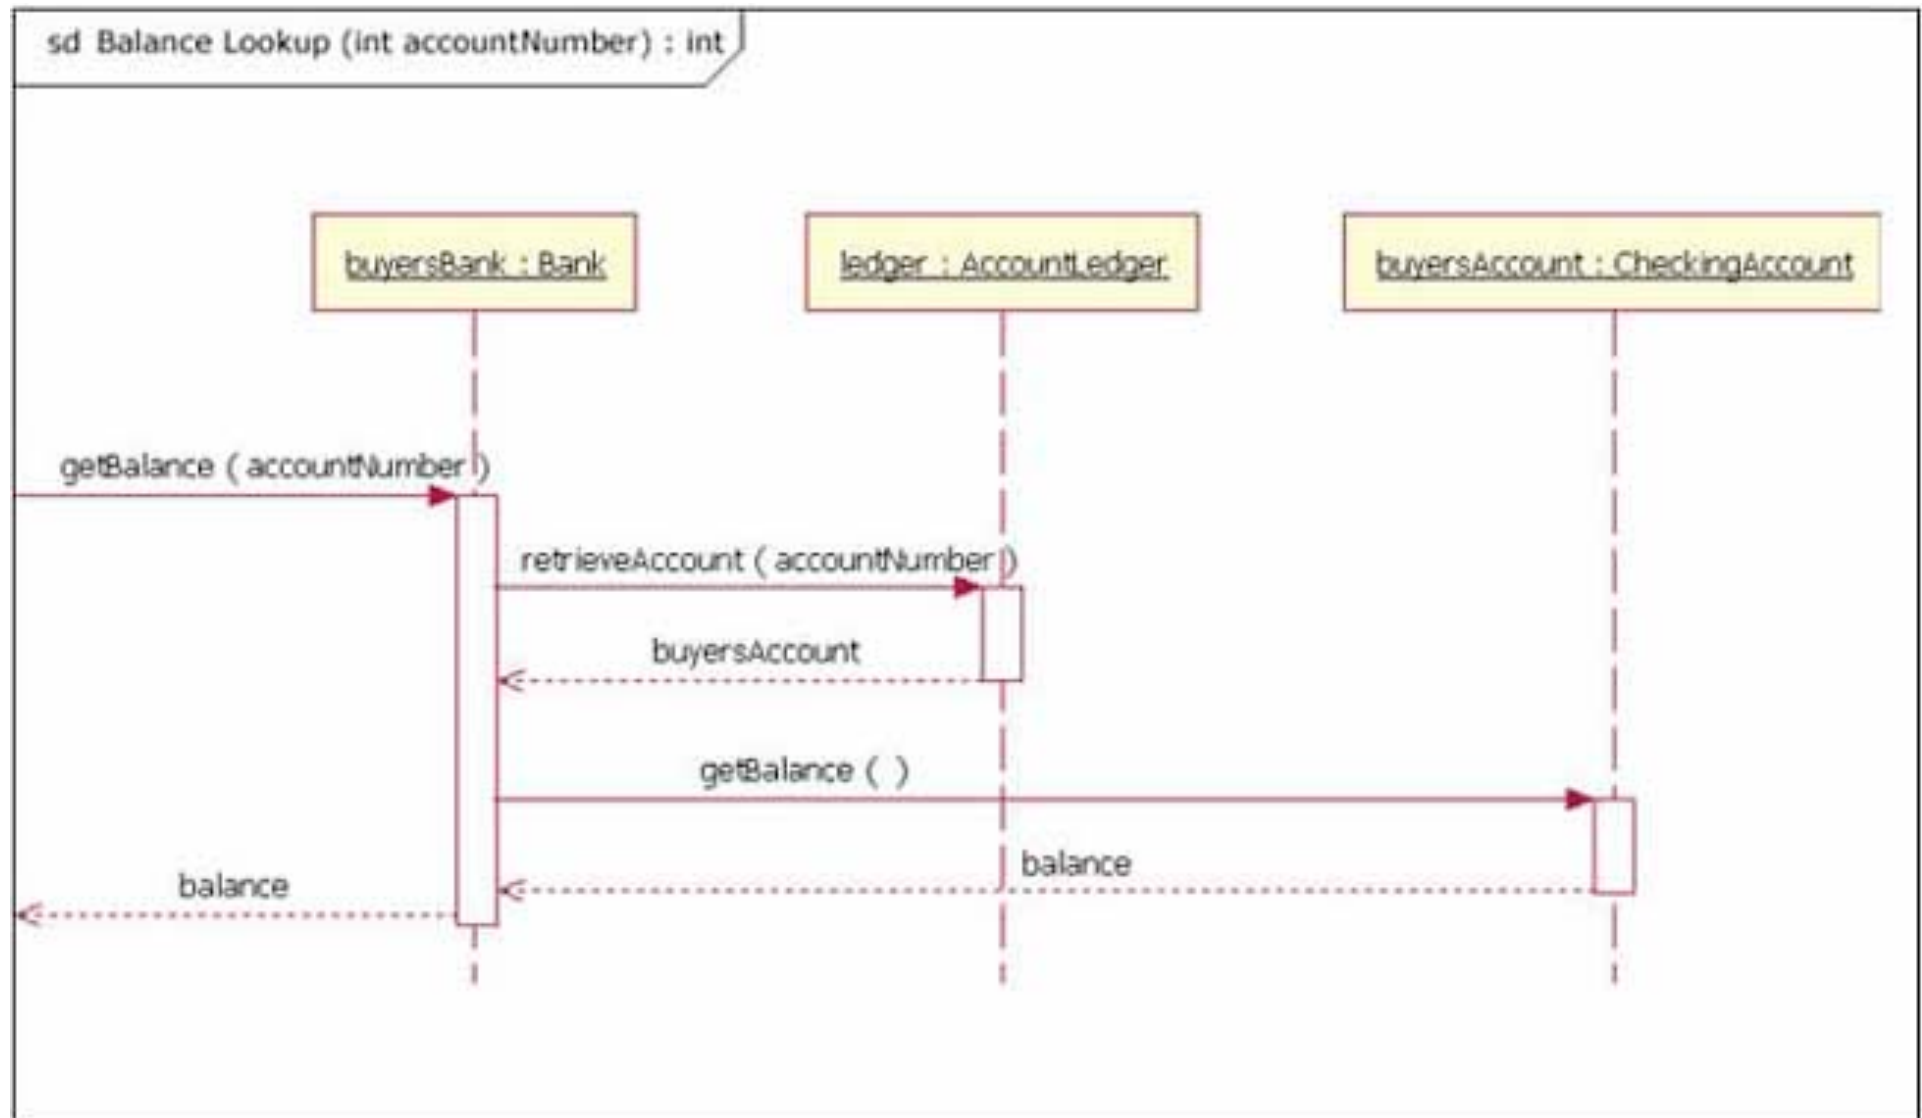 sd Balance Lookup (int accountNumber) : int
buyersBank : Bank
ledger : AccountLedger
buyersAccount : CheckingAccount
getBalance ( accountNumber )
retrieveAccount ( accountNumber )
buyersAccount
getBalance ( )
balance
balance